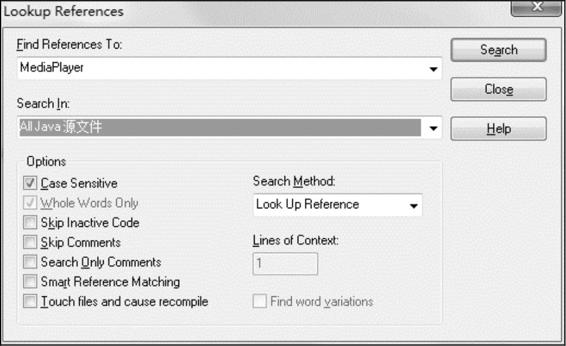 Lookup References
Find References To:
MediaPlayer
Search In:
All Java 源文件
Search
Close
Help
Options
Case Sensitive
Whole Words Only
Skip Inactive Code
Skip Comments
Search Only Comments
Smart Reference Matching
Touch files and cause recompile
Search Method:
Look Up Reference
Lines of Context:
1
Find word variations